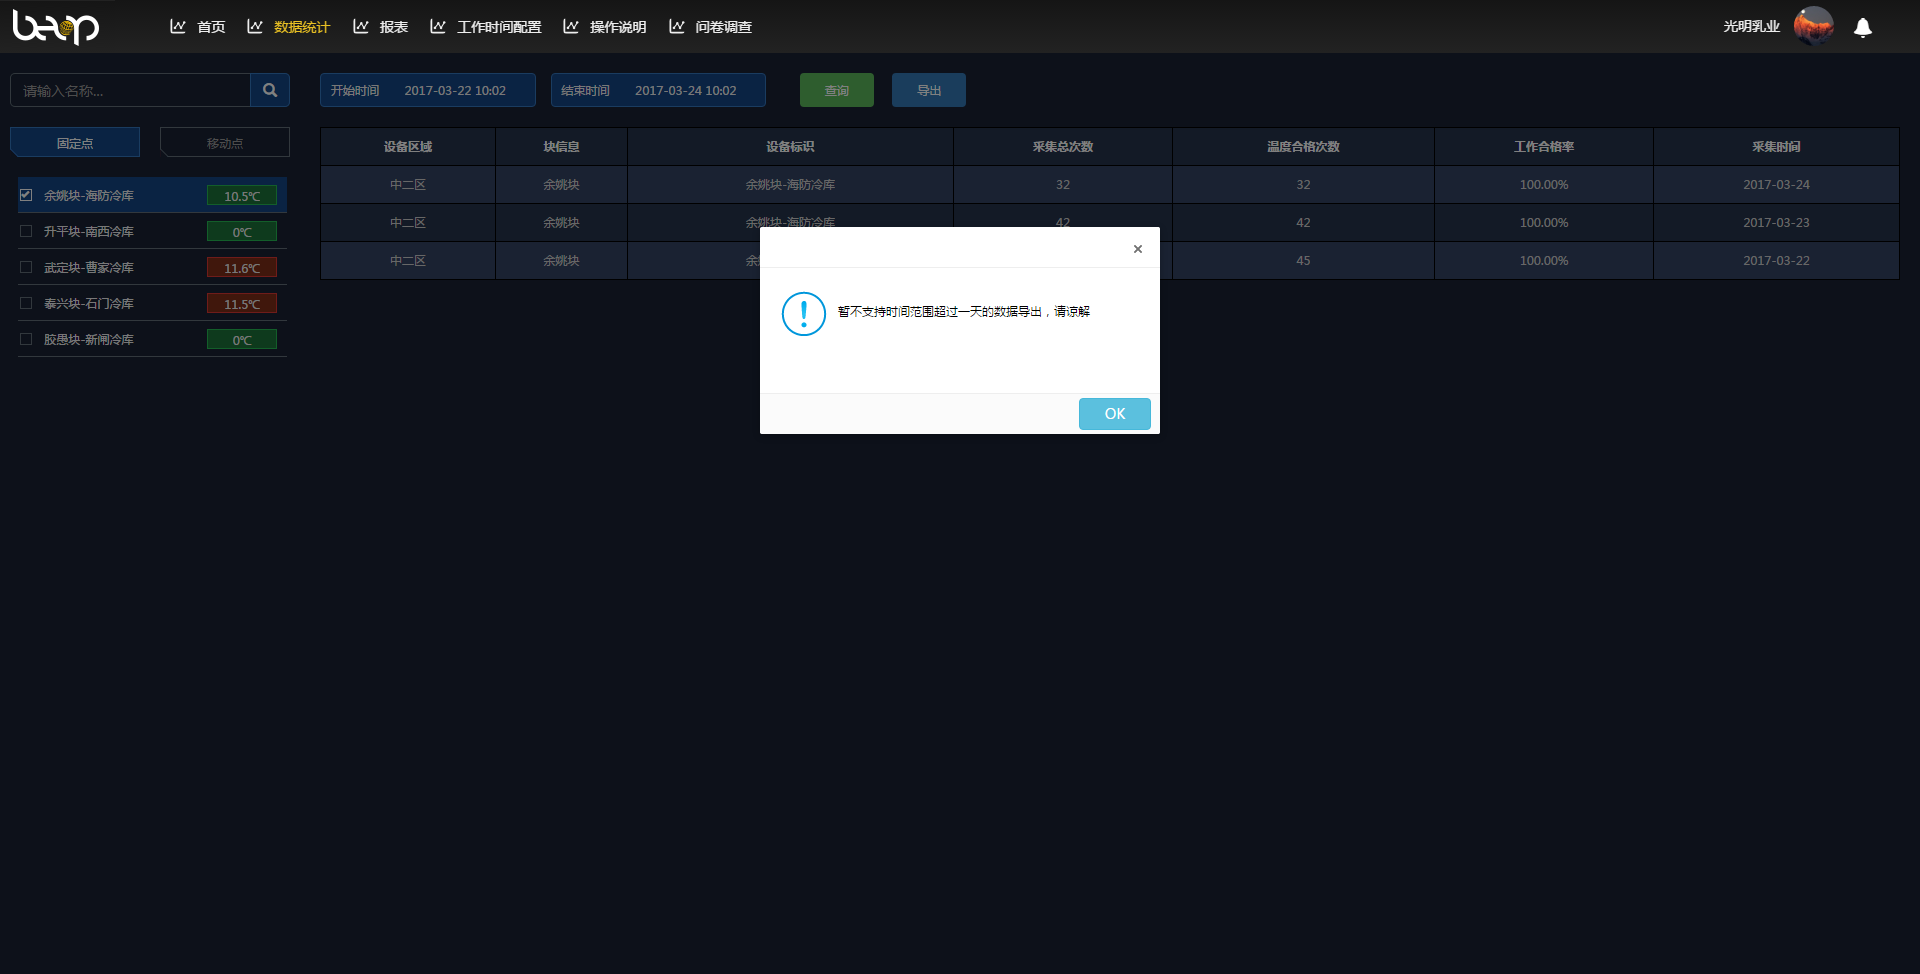 beop
首页 数据统计 报表 工作时间配置 操作说明 问卷调查 光明乳业
请输入名称... 开始时间 2017-03-22 10:02 结束时间 2017-03-24 10:02 查询 导出
固定点 移动点
设备区域 块信息 设备标识 采集总次数 温度合格次数 工作合格率 采集时间
中二区 余姚块 余姚块-海防冷库 32 32 100.00% 2017-03-24
中二区 余姚块 余姚块-海防冷库 42 42 100.00% 2017-03-23
中二区 余姚块 45 100.00% 2017-03-22
余姚块-海防冷库 10.5℃
升平块-南西冷库 0℃
武定块-曹家冷库 11.6℃
泰兴块-石门冷库 11.5℃
胶愚块-新闸冷库 0℃
×
暂不支持时间范围超过一天的数据导出，请谅解
OK